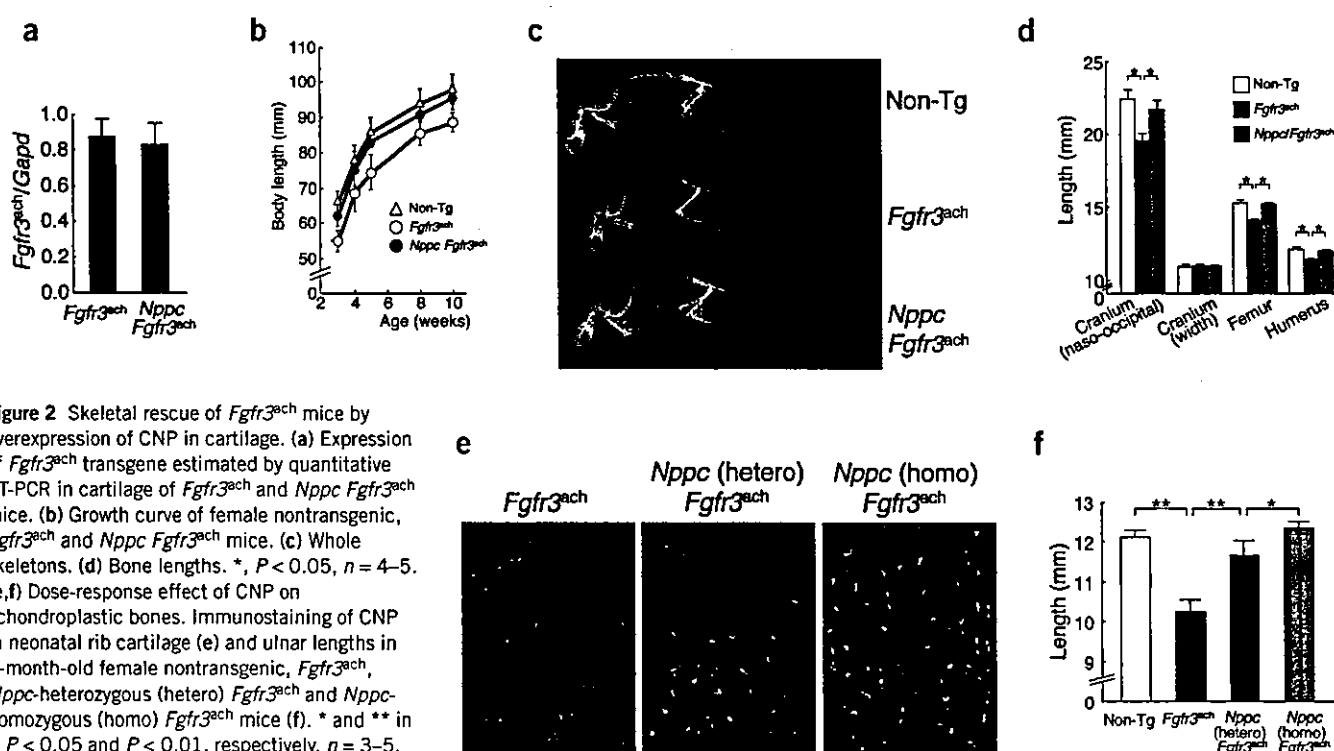 a
Fgfr3ach/Gapd
1.0
0.8
0.6
0.4
0.2
0.0
Fgfr3ach
Nppc
Fgfr3ach
b
Body length (mm)
110
100
90
80
70
60
50
0
Non-Tg
Fgfr3ach
Nppc Fgfr3ach
2 4 6 8 10
Age (weeks)
c
Non-Tg
Fgfr3ach
Nppc
Fgfr3ach
d
Length (mm)
25
20
15
10
0
* *
* *
* *
Non-Tg
Fgfr3ach
Nppc/Fgfr3ach
Cranium
(naso-occipital)
Cranium
(width)
Femur
Humerus
igure 2 Skeletal rescue of Fgfr3ach mice by
verexpression of CNP in cartilage. (a) Expression
f Fgfr3ach transgene estimated by quantitative
T-PCR in cartilage of Fgfr3ach and Nppc Fgfr3ach
ice. (b) Growth curve of female nontransgenic,
gfr3ach and Nppc Fgfr3ach mice. (c) Whole
keletons. (d) Bone lengths. *, P < 0.05, n = 4–5.
e,f) Dose-response effect of CNP on
chondroplastic bones. Immunostaining of CNP
n neonatal rib cartilage (e) and ulnar lengths in
-month-old female nontransgenic, Fgfr3ach,
ppc-heterozygous (hetero) Fgfr3ach and Nppc-
omozygous (homo) Fgfr3ach mice (f). * and ** in
P < 0.05 and P < 0.01, respectively, n = 3–5.
e
Fgfr3ach
Nppc (hetero)
Fgfr3ach
Nppc (homo)
Fgfr3ach
f
Length (mm)
13
12
11
10
9
0
** ** *
Non-Tg
Fgfr3ach
Nppc
(hetero)
Fgfr3ach
Nppc
(homo)
Fgfr3ach